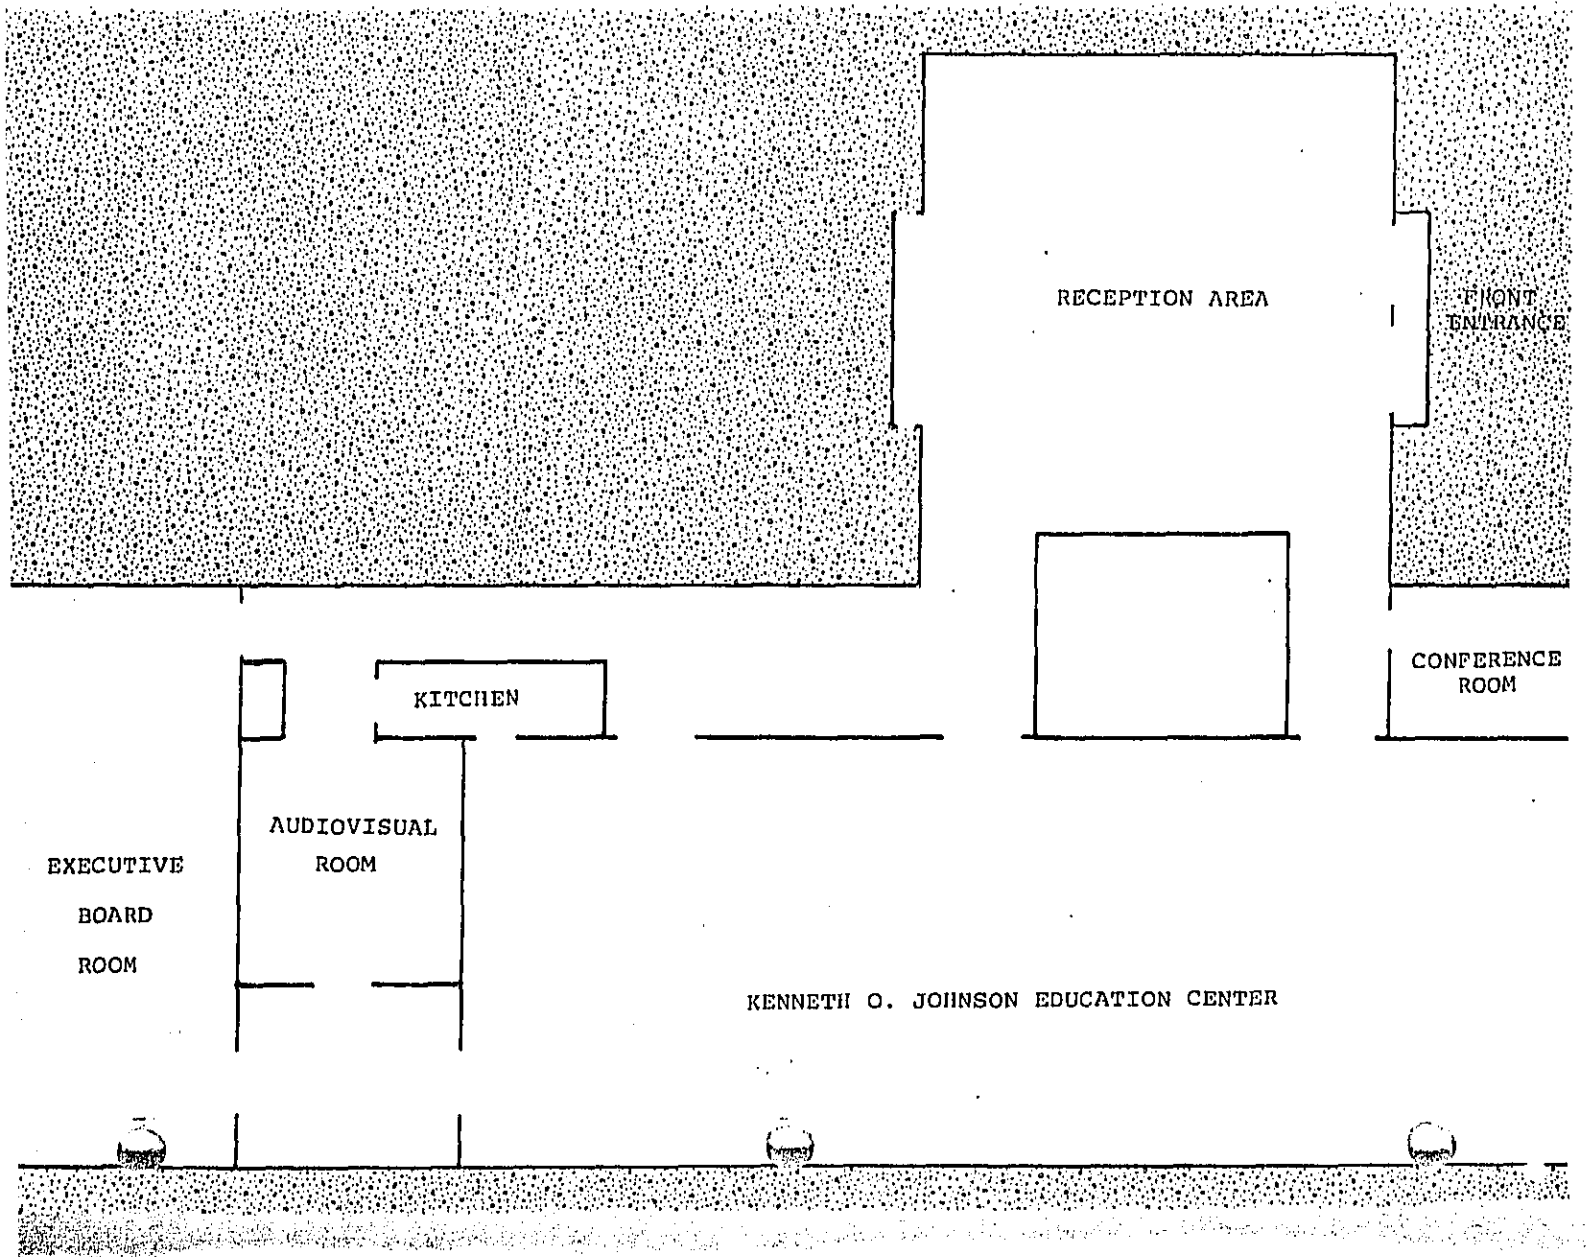 RECEPTION AREA
FRONT
ENTRANCE
CONFERENCE
ROOM
KITCHEN
AUDIOVISUAL
ROOM
EXECUTIVE
BOARD
ROOM
KENNETH O. JOHNSON EDUCATION CENTER